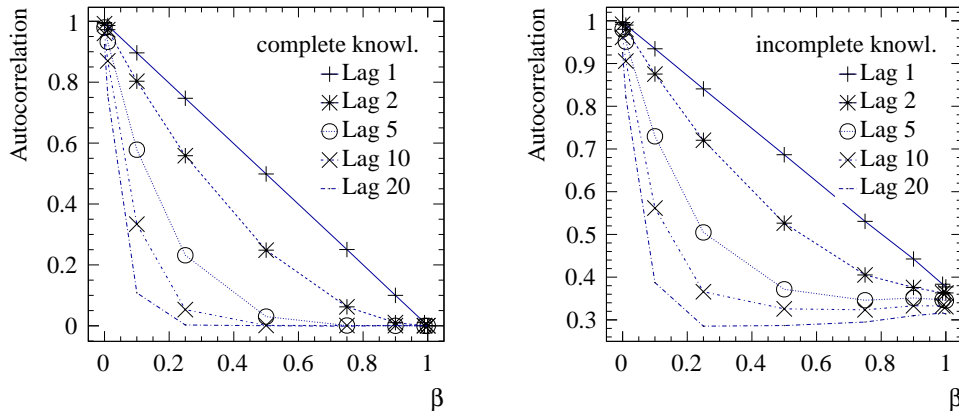 Autocorrelation
complete knowl.
Lag 1
Lag 2
Lag 5
Lag 10
Lag 20
1
0.8
0.6
0.4
0.2
0
0 0.2 0.4 0.6 0.8 1
β
Autocorrelation
incomplete knowl.
Lag 1
Lag 2
Lag 5
Lag 10
Lag 20
1
0.9
0.8
0.7
0.6
0.5
0.4
0.3
0 0.2 0.4 0.6 0.8 1
β